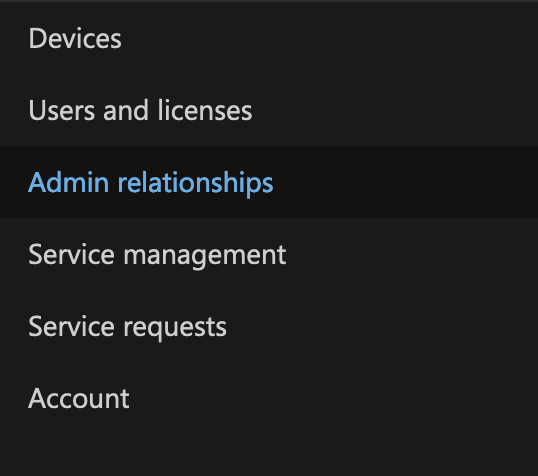 Devices
Users and licenses
Admin relationships
Service management
Service requests
Account